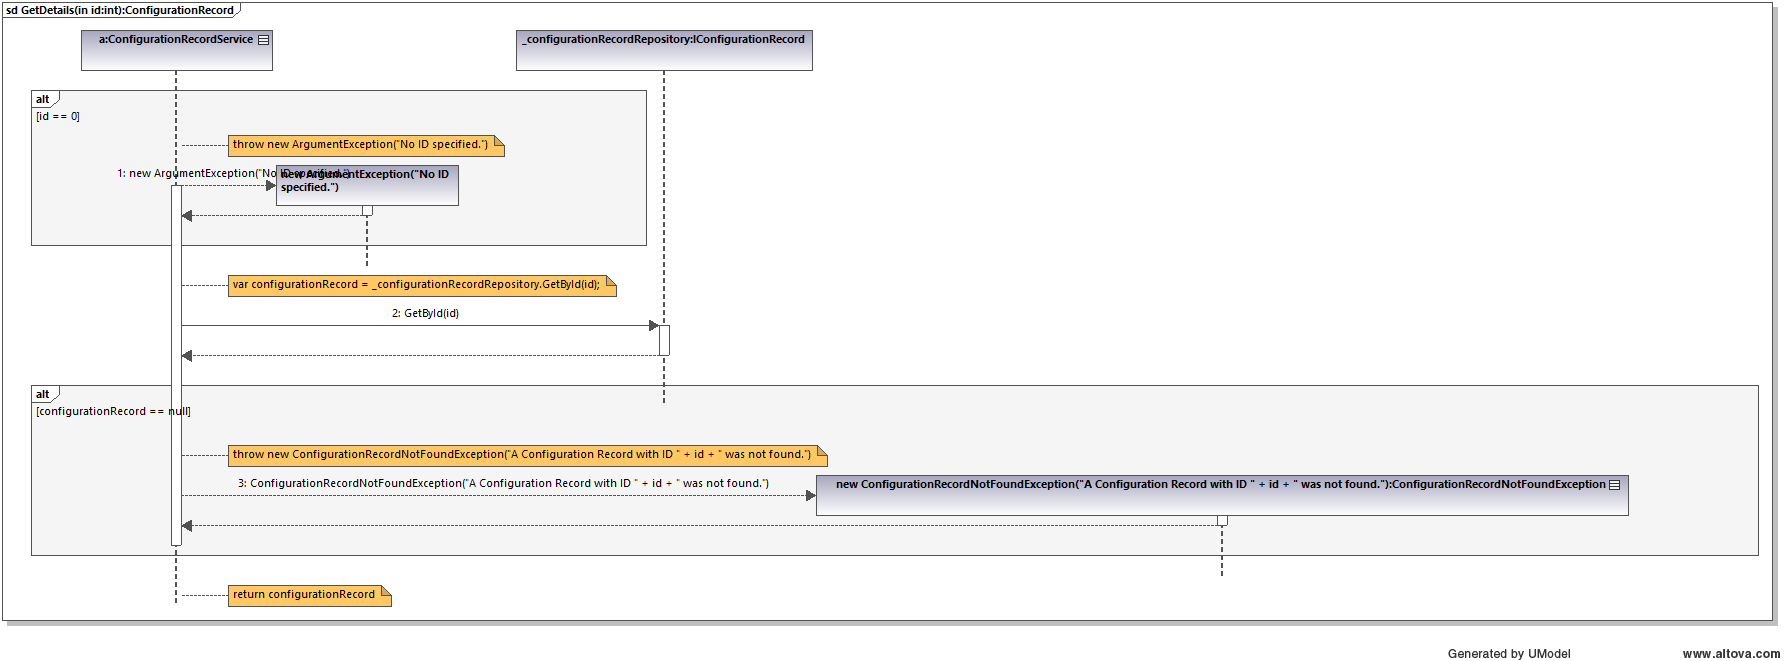 sd GetDetails(in id:int):ConfigurationRecord
a:ConfigurationRecordService
_configurationRecordRepository:IConfigurationRecord
alt
[id == 0]
throw new ArgumentException("No ID specified.")
1: new ArgumentException("No ID specified.")
new ArgumentException("No ID
specified.")
var configurationRecord = _configurationRecordRepository.GetById(id);
2: GetById(id)
alt
[configurationRecord == null]
throw new ConfigurationRecordNotFoundException("A Configuration Record with ID " + id + " was not found.")
3: ConfigurationRecordNotFoundException("A Configuration Record with ID " + id + " was not found.")
new ConfigurationRecordNotFoundException("A Configuration Record with ID " + id + " was not found."):ConfigurationRecordNotFoundException
return configurationRecord
Generated by UModel
www.altova.com